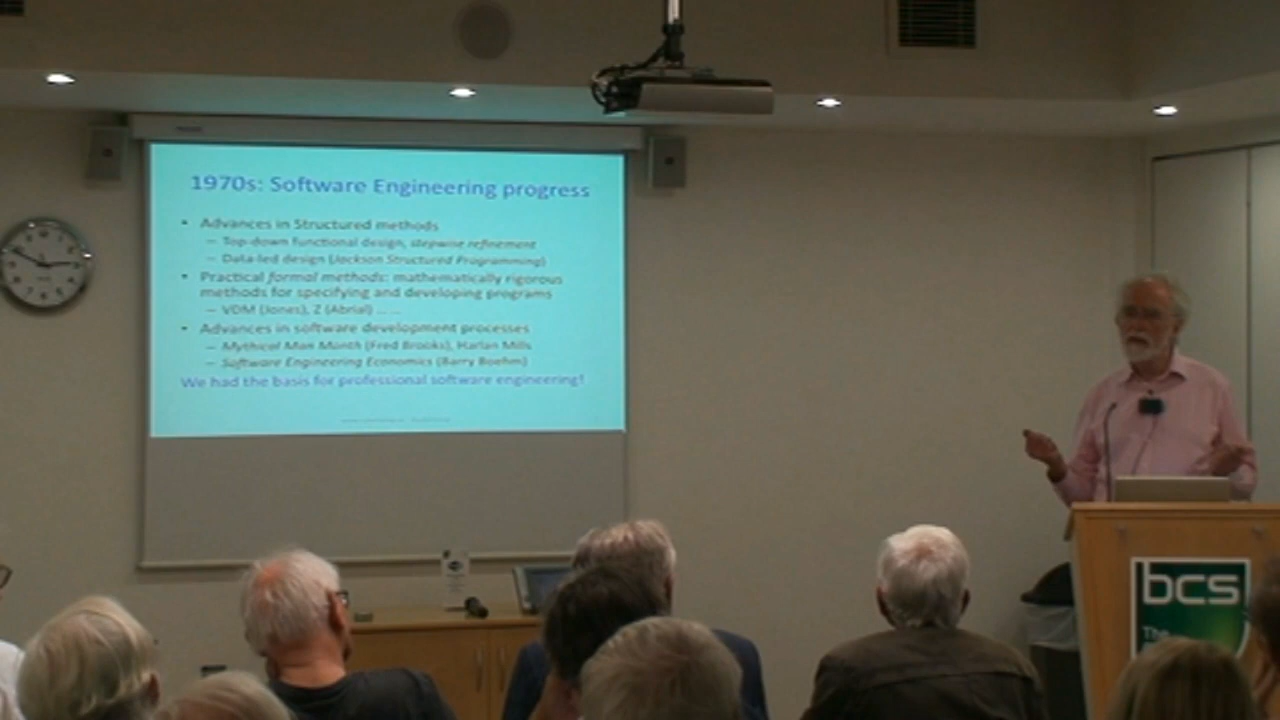 1970s: Software Engineering progress
• Advances in Structured methods
– Top-down functional design, stepwise refinement
– Data-led design (Jackson Structured Programming)
• Practical formal methods: mathematically rigorous
methods for specifying and developing programs
– VDM (Jones), Z (Abrial) ... ...
• Advances in software development processes
– Mythical Man Month (Fred Brooks), Harlan Mills
– Software Engineering Economics (Barry Boehm)
We had the basis for professional software engineering!
bcs
The